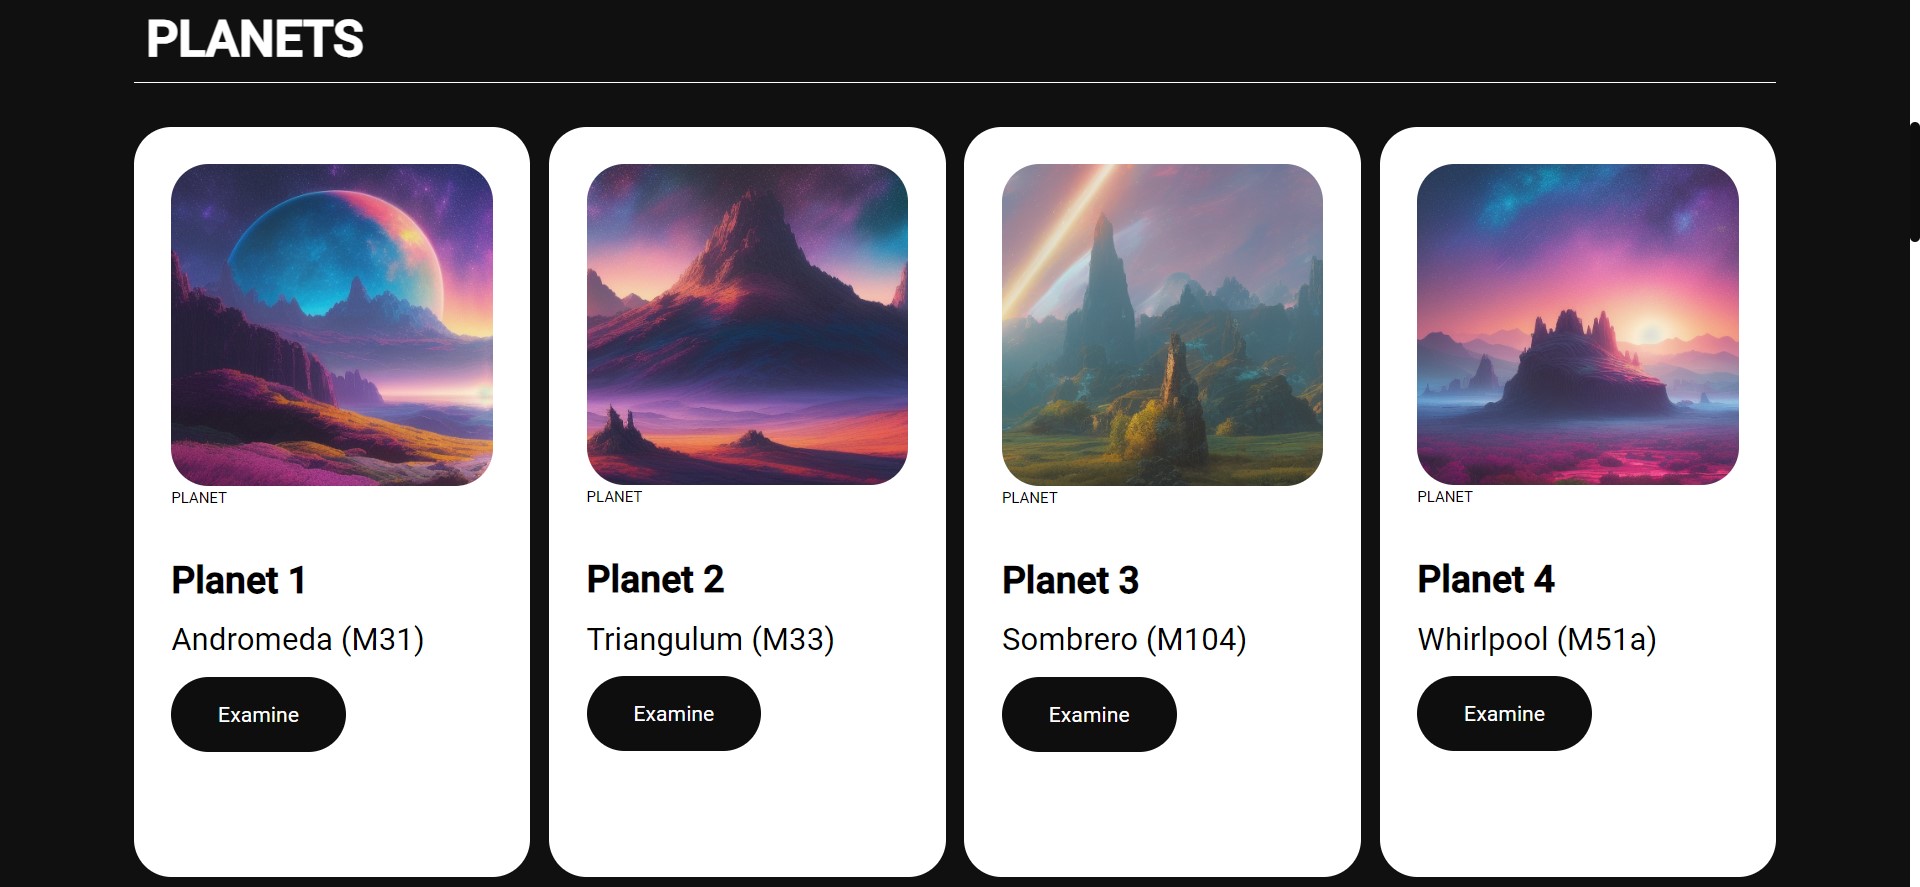 PLANETS
PLANET
Planet 1
Andromeda (M31)
Examine
PLANET
Planet 2
Triangulum (M33)
Examine
PLANET
Planet 3
Sombrero (M104)
Examine
PLANET
Planet 4
Whirlpool (M51a)
Examine